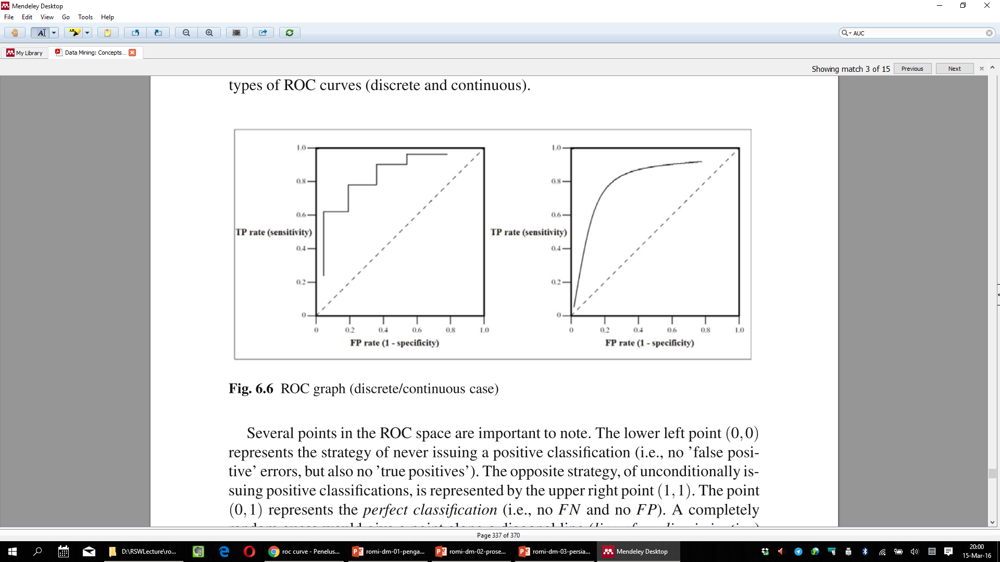 Mendeley Desktop
File Edit View Go Tools Help
AUC
My Library
Data Mining: Concepts...
Showing match 3 of 15 Previous Next
types of ROC curves (discrete and continuous).
1.0
0.8
0.6
TP rate (sensitivity)
0.4
0.2
0
0 0.2 0.4 0.6 0.8 1.0
FP rate (1 - specificity)
1.0
0.8
0.6
TP rate (sensitivity)
0.4
0.2
0
0 0.2 0.4 0.6 0.8 1.0
FP rate (1 - specificity)
Fig. 6.6 ROC graph (discrete/continuous case)
Several points in the ROC space are important to note. The lower left point (0,0)
represents the strategy of never issuing a positive classification (i.e., no ’false posi-
tive’ errors, but also no ’true positives’). The opposite strategy, of unconditionally is-
suing positive classifications, is represented by the upper right point (1,1). The point
(0,1) represents the perfect classification (i.e., no FN and no FP). A completely
Page 337 of 370
D:\RSWLecture\ro...
roc curve - Penelus...
romi-dm-01-penga...
romi-dm-02-prose...
romi-dm-03-persia...
Mendeley Desktop
20:00
15-Mar-16